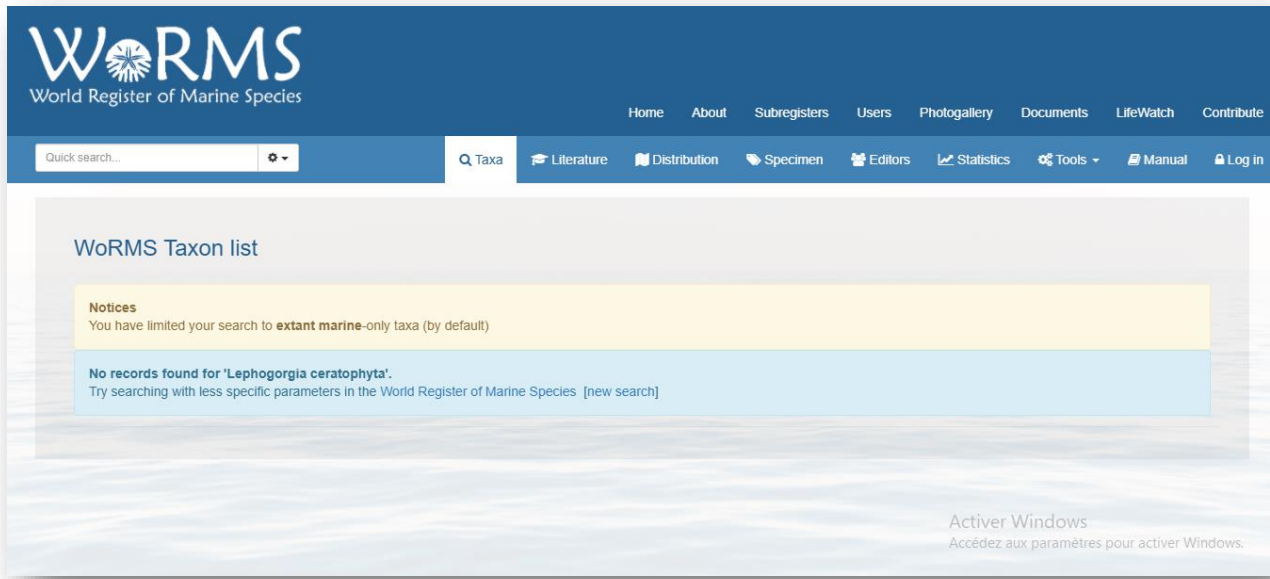 WoRMS
World Register of Marine Species
Home About Subregisters Users Photogallery Documents LifeWatch Contribute
Quick search... Taxa Literature Distribution Specimen Editors Statistics Tools Manual Log in
WoRMS Taxon list
Notices
You have limited your search to extant marine-only taxa (by default)
No records found for 'Lephogorgia ceratophyta'.
Try searching with less specific parameters in the World Register of Marine Species [new search]
Activer Windows
Accédez aux paramètres pour activer Windows.